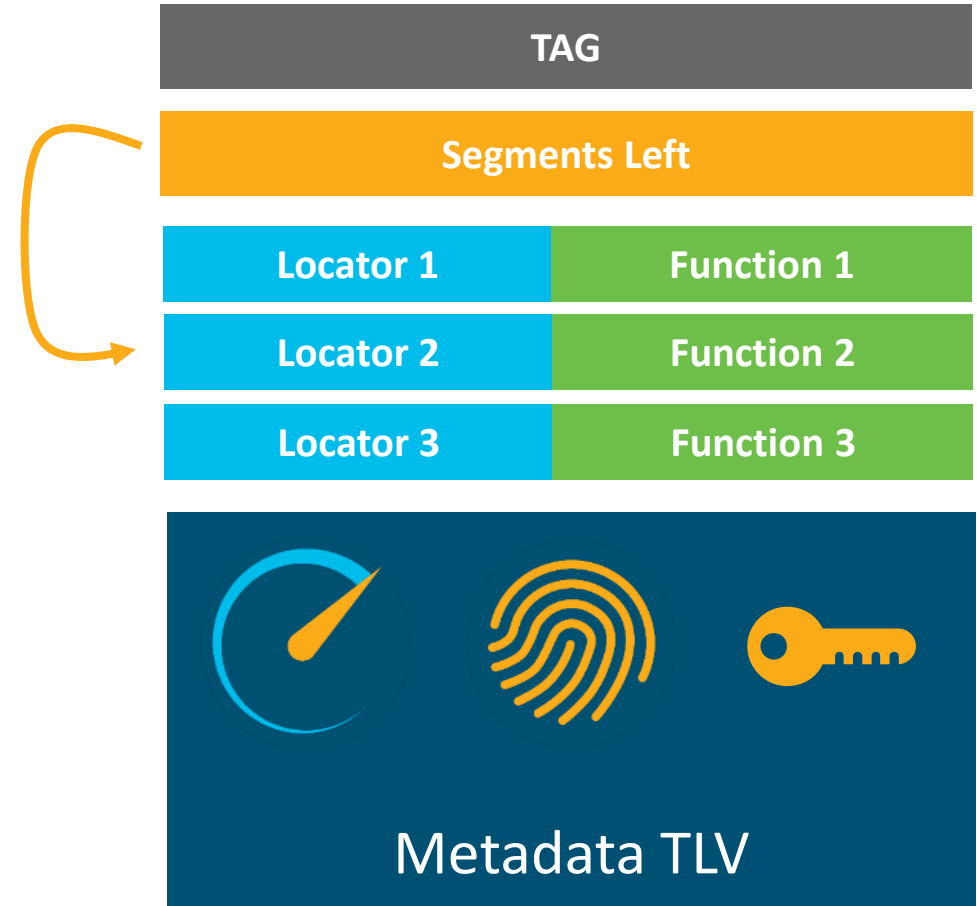 TAG
Segments Left
Locator 1 Function 1
Locator 2 Function 2
Locator 3 Function 3
Metadata TLV